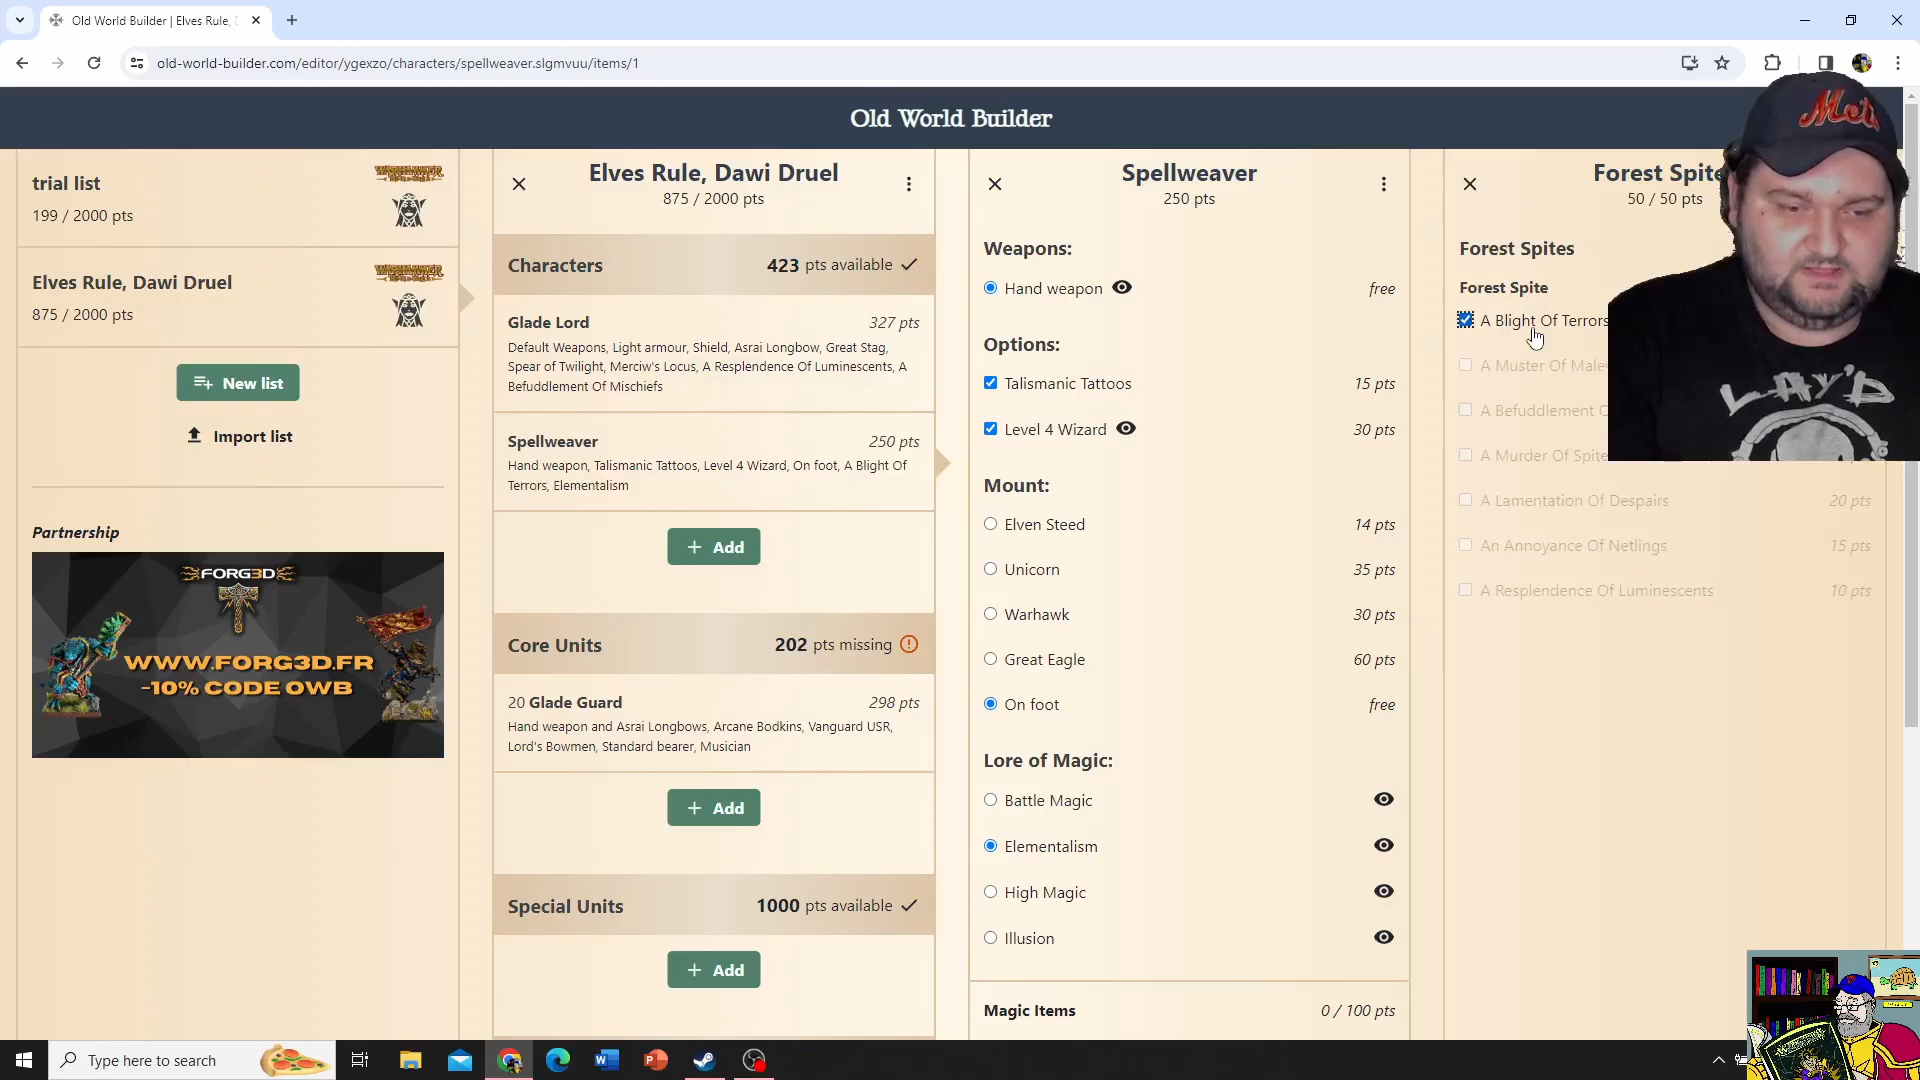 Old World Builder | Elves Rule, D
old-world-builder.com/editor/ygexzo/characters/spellweaver.slgmvuu/items/1
Old World Builder
trial list
199 / 2000 pts
Elves Rule, Dawi Druel
875 / 2000 pts
New list
Import list
Partnership
FORG3D
WWW.FORG3D.FR
-10% CODE OWB
Elves Rule, Dawi Druel
875 / 2000 pts
Characters
423 pts available
Glade Lord
327 pts
Default Weapons, Light armour, Shield, Asrai Longbow, Great Stag,
Spear of Twilight, Merciw's Locus, A Resplendence Of Luminescents, A
Befuddlement Of Mischiefs
Spellweaver
250 pts
Hand weapon, Talismanic Tattoos, Level 4 Wizard, On foot, A Blight Of
Terrors, Elementalism
Add
Core Units
202 pts missing
20 Glade Guard
298 pts
Hand weapon and Asrai Longbows, Arcane Bodkins, Vanguard USR,
Lord's Bowmen, Standard bearer, Musician
Add
Special Units
1000 pts available
Add
Spellweaver
250 pts
Weapons:
Hand weapon
free
Options:
Talismanic Tattoos
15 pts
Level 4 Wizard
30 pts
Mount:
Elven Steed
14 pts
Unicorn
35 pts
Warhawk
30 pts
Great Eagle
60 pts
On foot
free
Lore of Magic:
Battle Magic
Elementalism
High Magic
Illusion
Magic Items
0 / 100 pts
Forest Spite
50 / 50 pts
Forest Spites
Forest Spite
A Blight Of Terrors
A Muster Of Male
A Befuddlement
A Murder Of Spite
A Lamentation Of Despairs
20 pts
An Annoyance Of Netlings
15 pts
A Resplendence Of Luminescents
10 pts
Mets
Type here to search